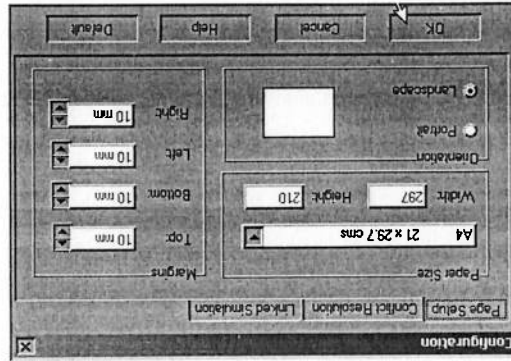 Configuration
Page Setup Conflict Resolution Linked Simulation
Paper Size
A4 21 x 29.7 cms
Width: 297 Height: 210
Orientation
Portrait
Landscape
Margins
Top: 10 mm
Bottom: 10 mm
Left: 10 mm
Right: 10 mm
OK Cancel Help Default